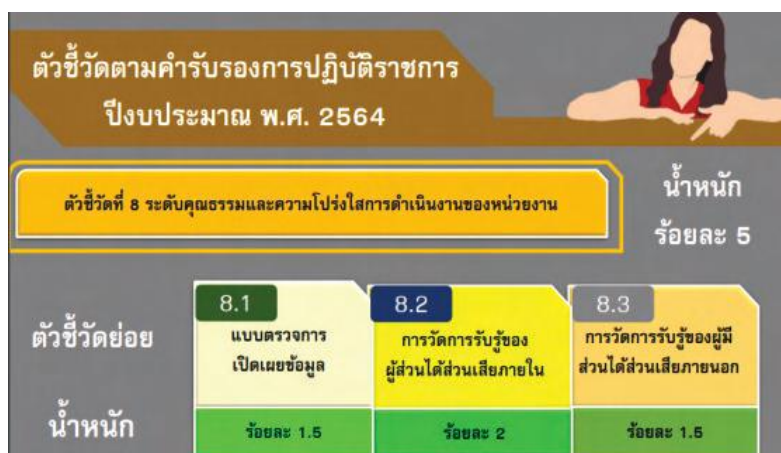 ตัวชี้วัดตามคำรับรองการปฏิบัติราชการ
ปีงบประมาณ พ.ศ. 2564
ตัวชี้วัดที่ 8 ระดับคุณธรรมและความโปร่งใสการดำเนินงานของหน่วยงาน
น้ำหนัก
ร้อยละ 5
ตัวชี้วัดย่อย
8.1
แบบตรวจการ
เปิดเผยข้อมูล
8.2
การวัดการรับรู้ของ
ผู้ส่วนได้ส่วนเสียภายใน
8.3
การวัดการรับรู้ของผู้มี
ส่วนได้ส่วนเสียภายนอก
น้ำหนัก
ร้อยละ 1.5
ร้อยละ 2
ร้อยละ 1.5